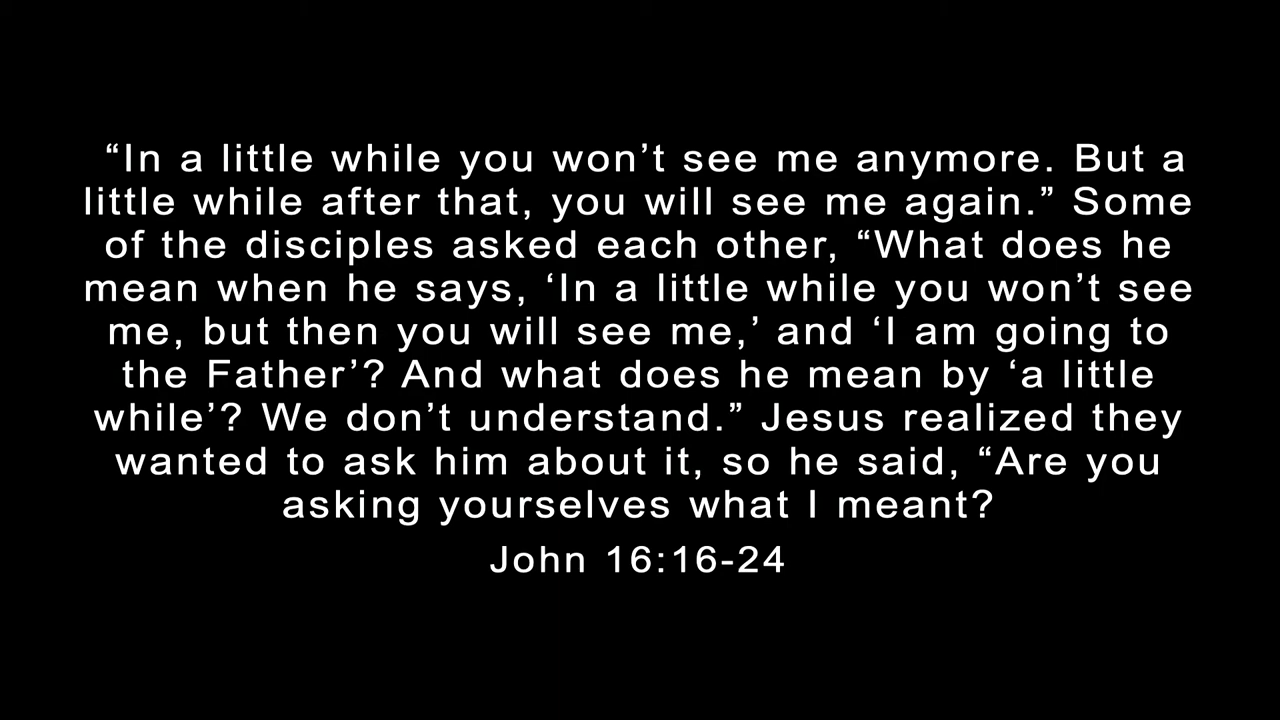 “In a little while you won’t see me anymore. But a
little while after that, you will see me again.” Some
of the disciples asked each other, “What does he
mean when he says, ‘In a little while you won’t see
me, but then you will see me,’ and ‘I am going to
the Father’? And what does he mean by ‘a little
while’? We don’t understand.” Jesus realized they
wanted to ask him about it, so he said, “Are you
asking yourselves what I meant?
John 16:16-24